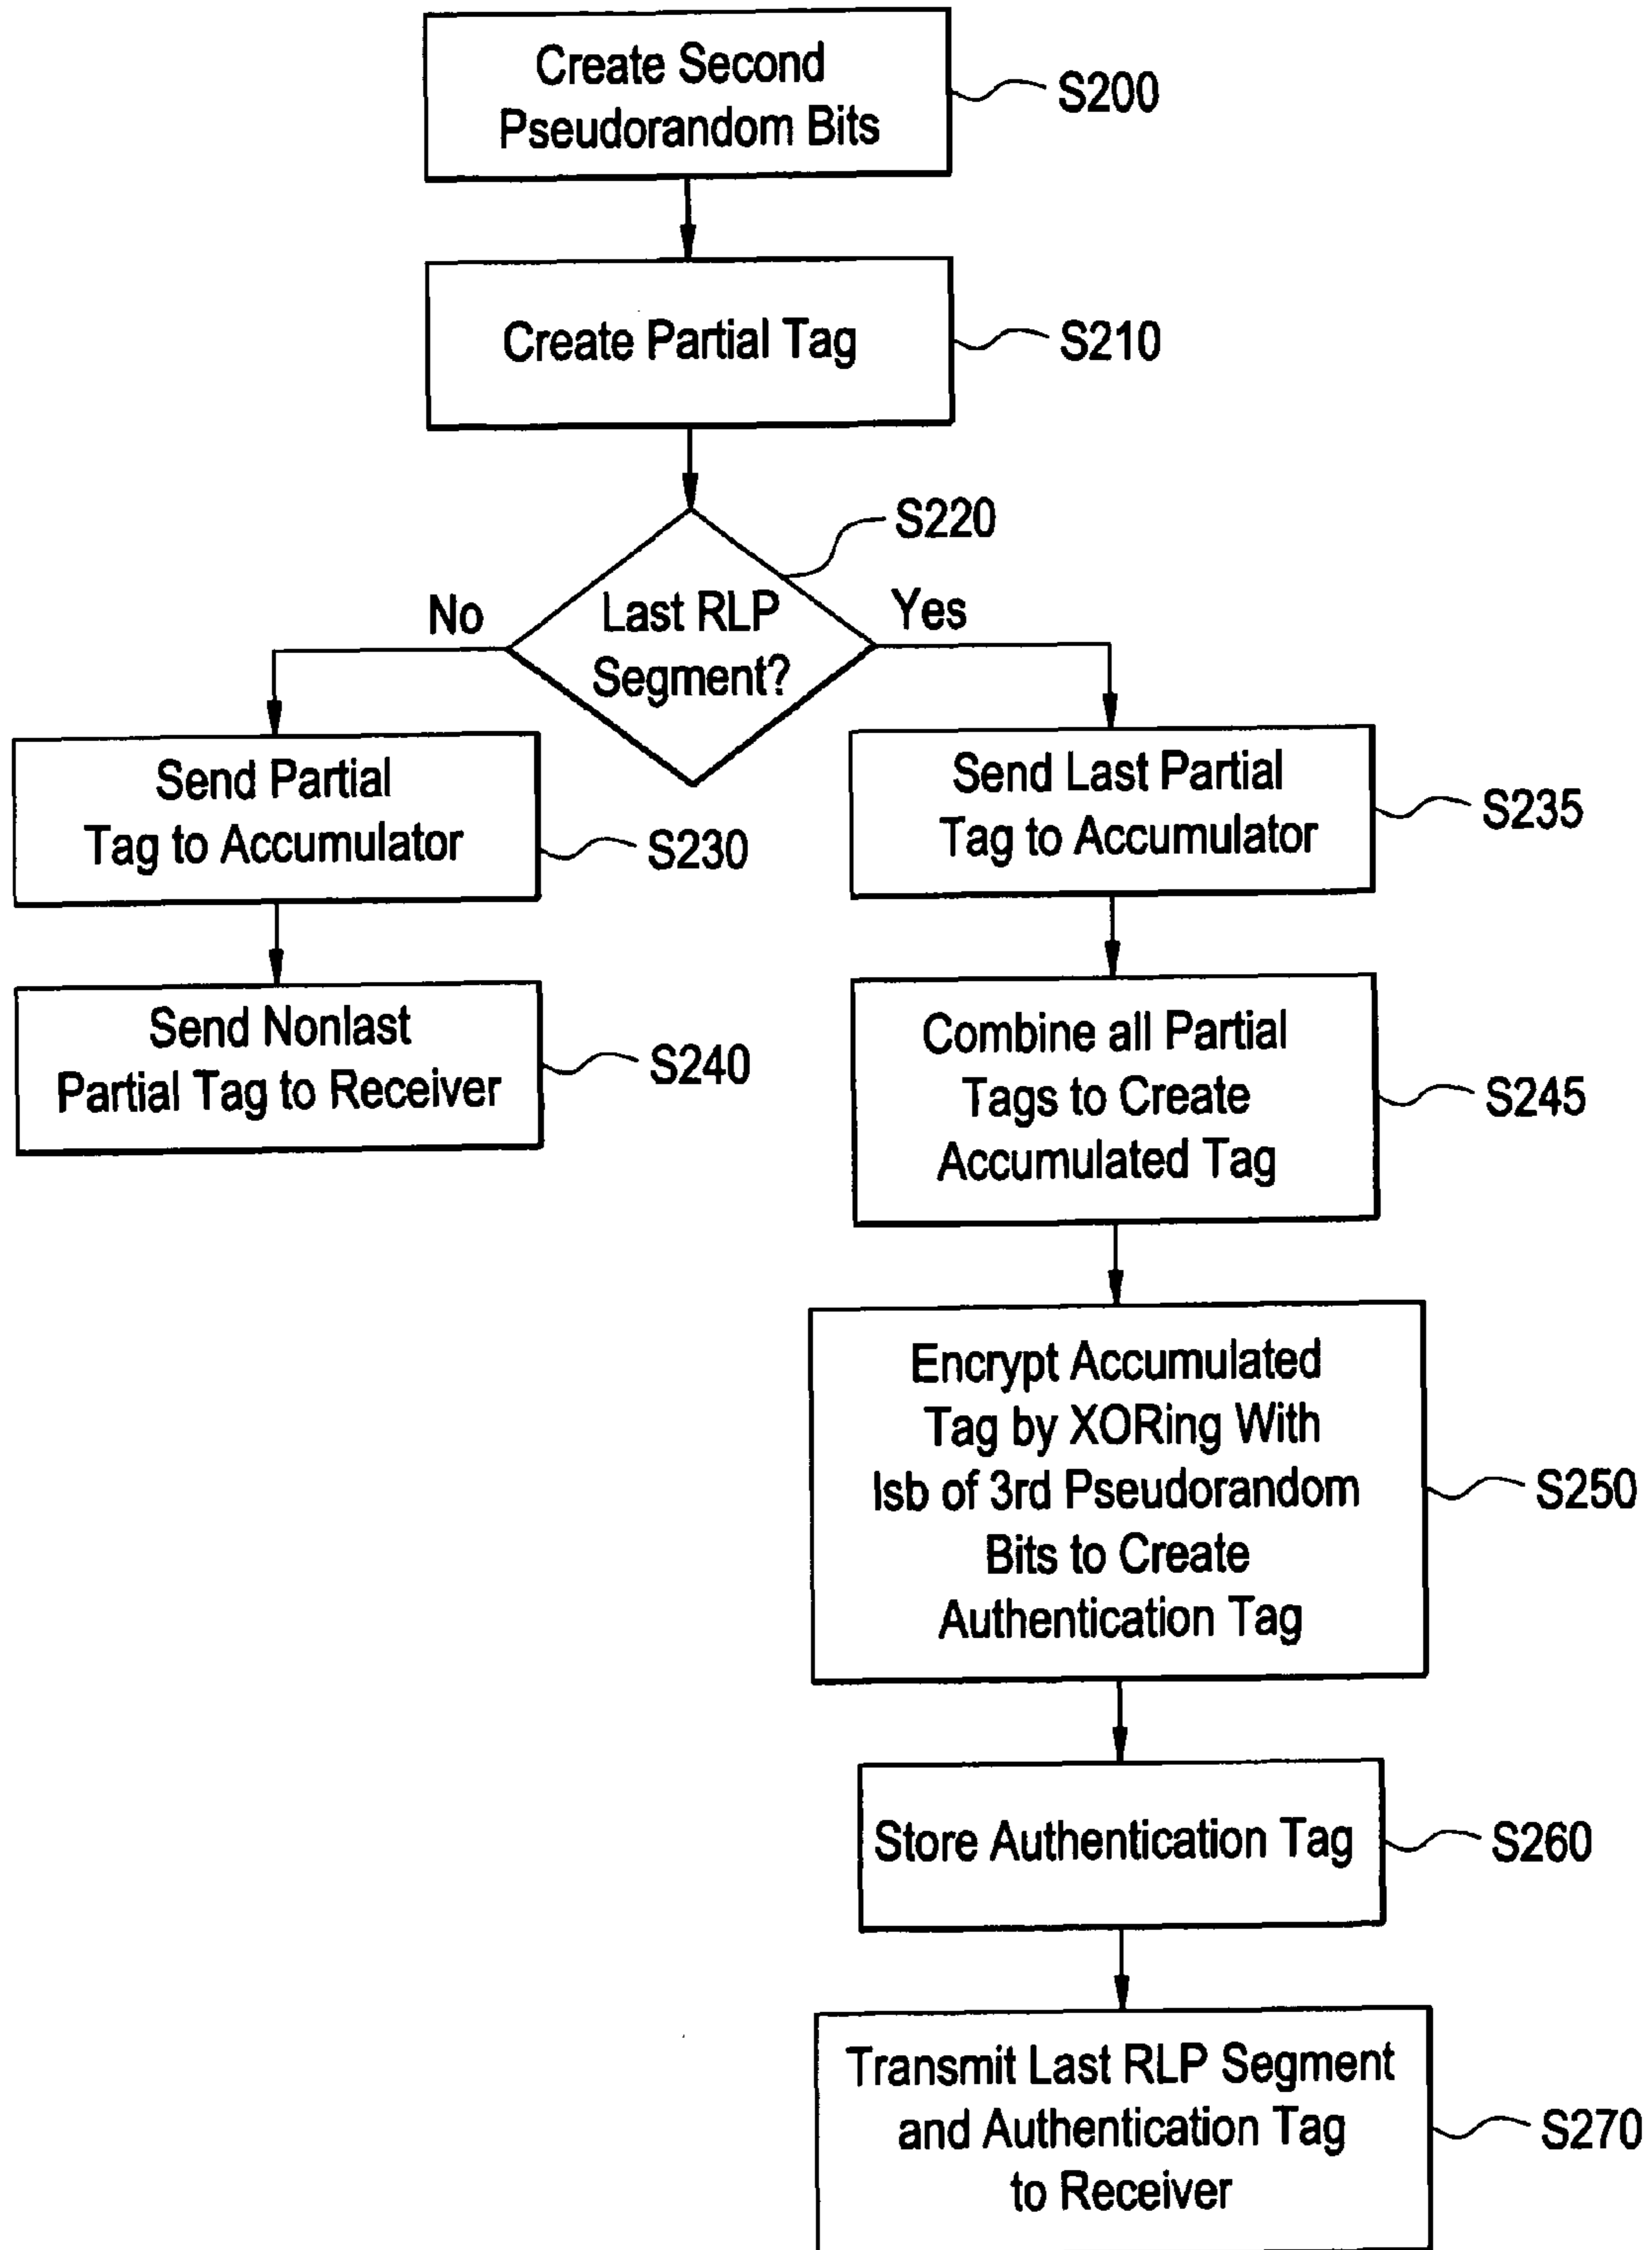 Create Second
Pseudorandom Bits
S200
Create Partial Tag
S210
S220
No
Last RLP
Segment?
Yes
Send Partial
Tag to Accumulator
S230
Send Last Partial
Tag to Accumulator
S235
Send Nonlast
Partial Tag to Receiver
S240
Combine all Partial
Tags to Create
Accumulated Tag
S245
Encrypt Accumulated
Tag by XORing With
lsb of 3rd Pseudorandom
Bits to Create
Authentication Tag
S250
Store Authentication Tag
S260
Transmit Last RLP Segment
and Authentication Tag
to Receiver
S270